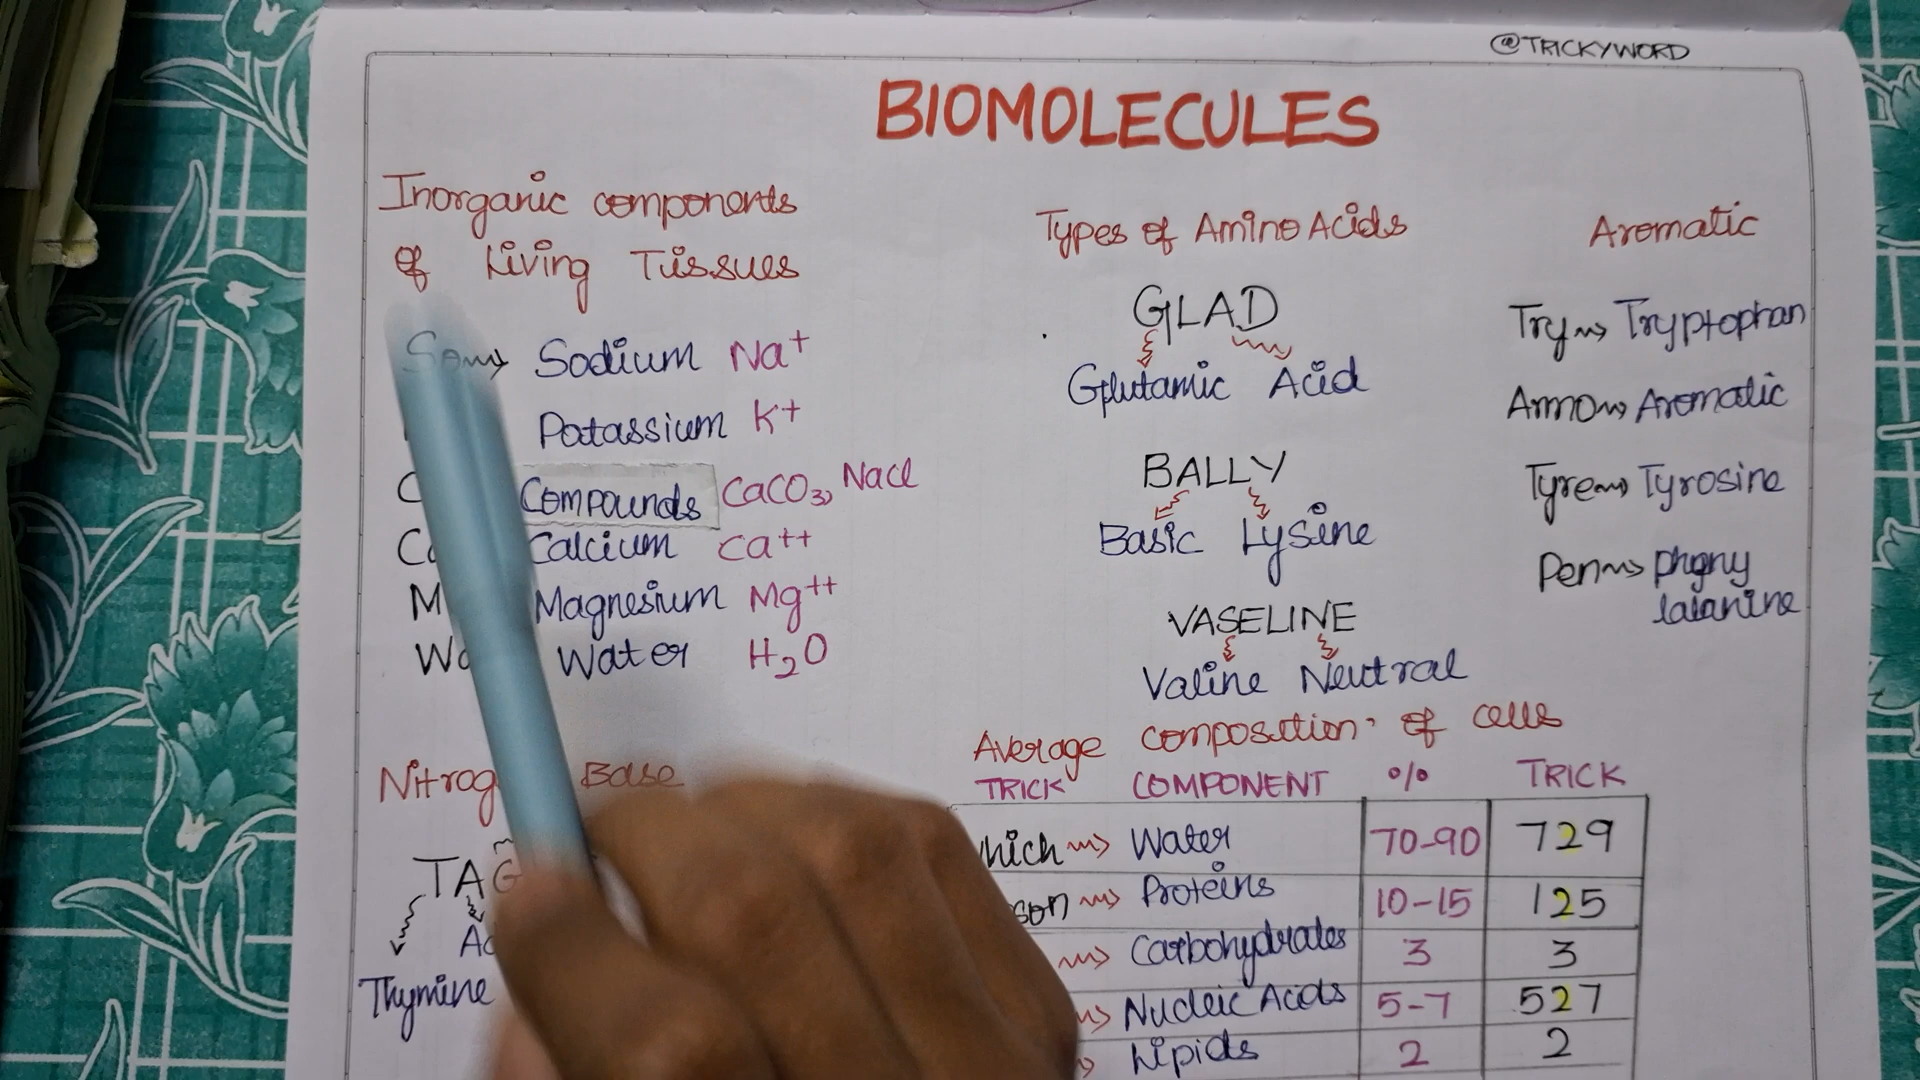 @TRICKYWORD
BIOMOLECULES
Inorganic components
of Living Tissues
So Sodium Na+
Potassium K+
Compounds CaCO3, NaCl
Calcium Ca++
Magnesium Mg++
Water H2O
Types of Amino Acids
GLAD
Glutamic Acid
BALLY
Basic Lysine
VASELINE
Valine Neutral
Aromatic
Try Tryptophan
Aromatic
Tyre Tyrosine
Pen
lalanine
Base
TAG
Thymine
Average composition of cells
TRICK COMPONENT % TRICK
Water 70-90 729
Proteins 10-15 125
Carbohydrates 3 3
Nucleic Acids 5-7 527
Lipids 2 2